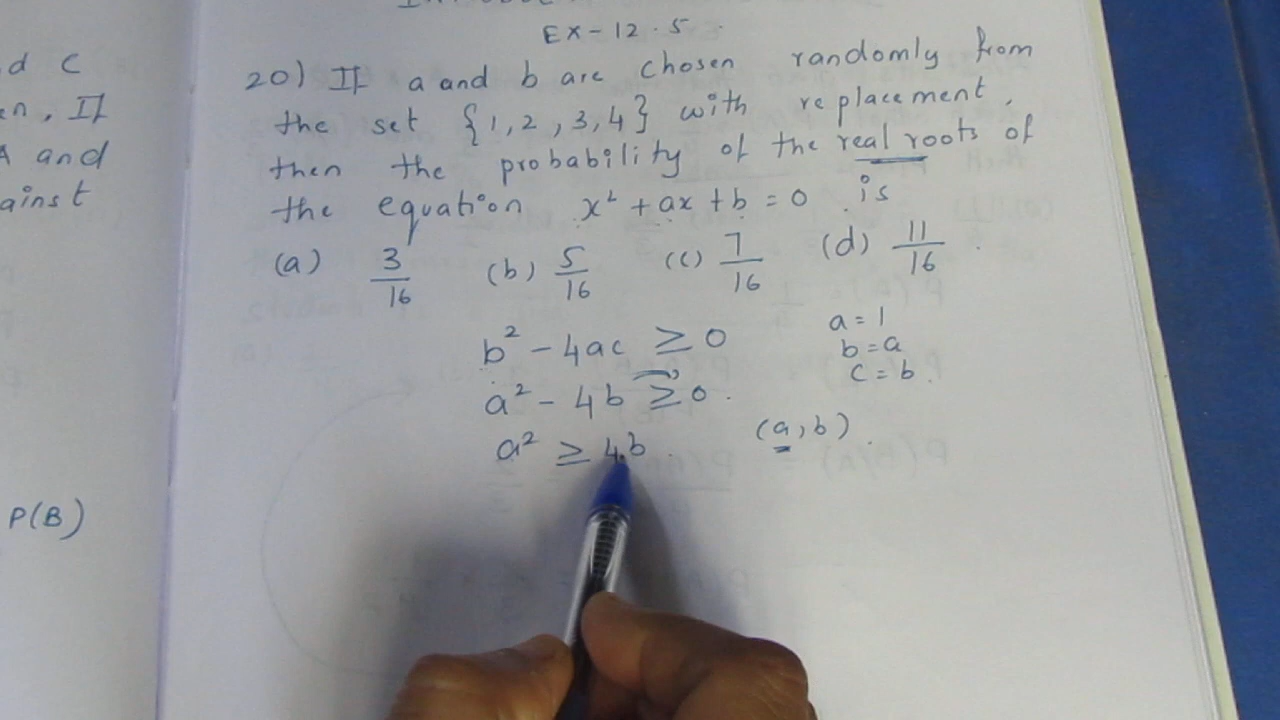 d C
en, If
A and
ainst
P(B)
EX-12.5
20) If a and b are chosen randomly from
the set {1,2,3,4} with replacement,
then the probability of the real roots of
the equation x² + ax + b = 0 is
(a) 3/16 (b) 5/16 (c) 7/16 (d) 11/16
b² - 4ac ≥ 0
a² - 4b ≥ 0.
a² ≥ 4b.
a = 1
b = a
c = b.
(a, b).